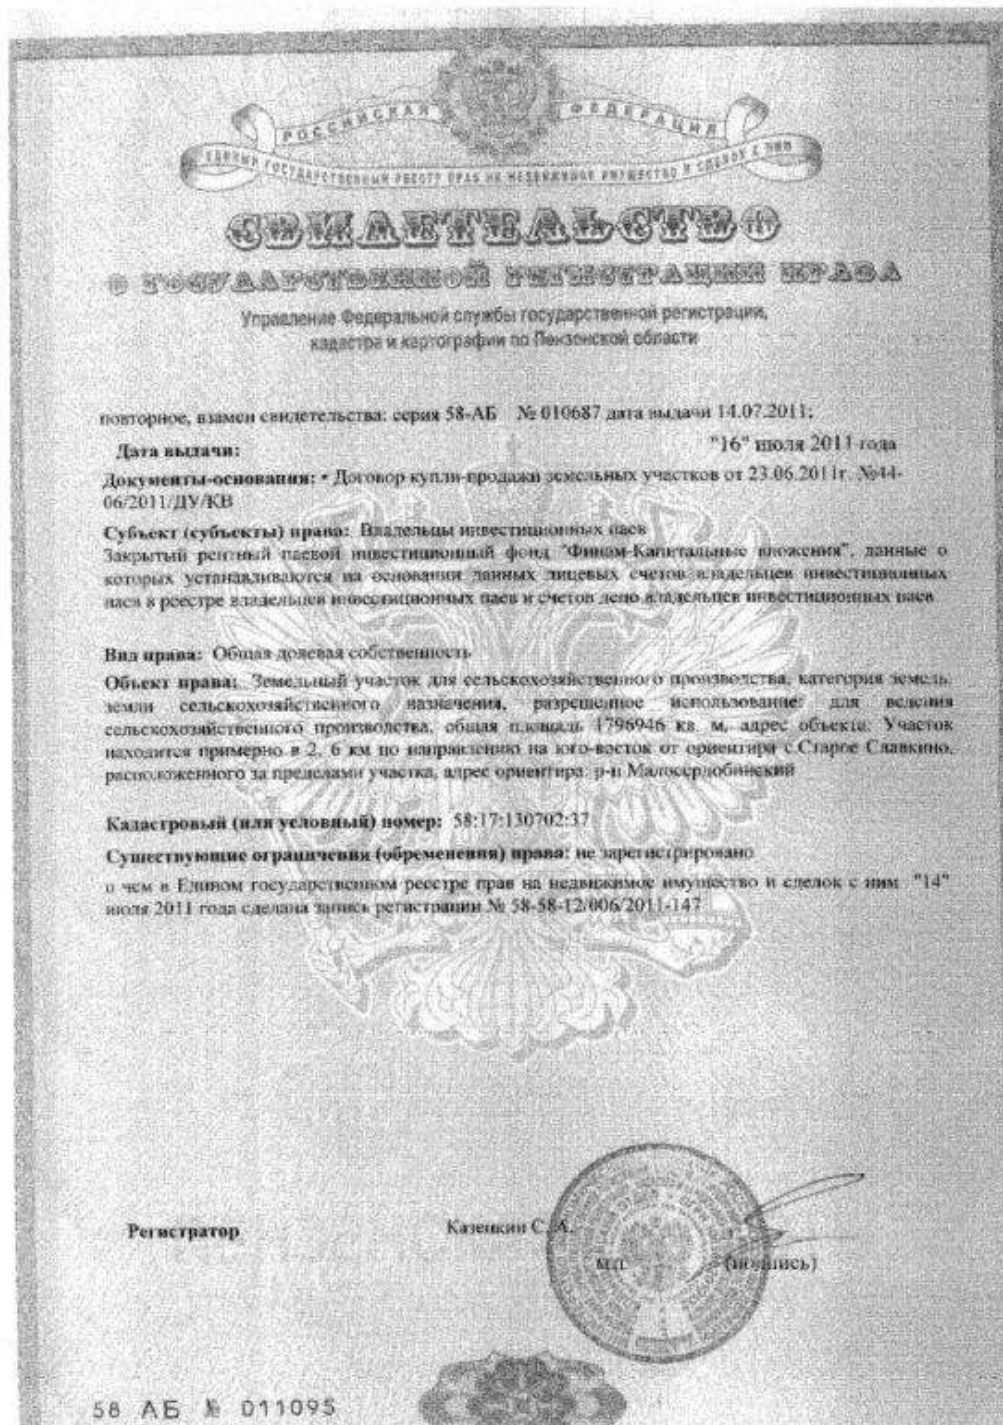 РОССИЙСКАЯ ФЕДЕРАЦИЯ
ЕДИНЫЙ ГОСУДАРСТВЕННЫЙ РЕЕСТР ПРАВ НА НЕДВИЖИМОЕ ИМУЩЕСТВО И СДЕЛОК С НИМ
СВИДЕТЕЛЬСТВО
О ГОСУДАРСТВЕННОЙ РЕГИСТРАЦИИ ПРАВА
Управление Федеральной службы государственной регистрации,
кадастра и картографии по Пензенской области
повторное, взамен свидетельства: серия 58-АБ № 010687 дата выдачи 14.07.2011;
Дата выдачи: "16" июля 2011 года
Документы-основания: • Договор купли-продажи земельных участков от 23.06.2011г. №44-
06/2011/ДУ/КВ
Субъект (субъекты) права: Владельцы инвестиционных паев
Закрытый рентный паевой инвестиционный фонд "Финам-Капитальные вложения", данные о
которых устанавливаются на основании данных лицевых счетов владельцев инвестиционных
паев в реестре владельцев инвестиционных паев и счетов депо владельцев инвестиционных паев
Вид права: Общая долевая собственность
Объект права: Земельный участок для сельскохозяйственного производства, категория земель:
земли сельскохозяйственного назначения, разрешенное использование: для ведения
сельскохозяйственного производства, общая площадь 1796946 кв. м, адрес объекта: Участок
находится примерно в 2, 6 км по направлению на юго-восток от ориентира с.Старое Славкино,
расположенного за пределами участка, адрес ориентира: р-н Малосердобинский
Кадастровый (или условный) номер: 58:17:130702:37
Существующие ограничения (обременения) права: не зарегистрировано
о чем в Едином государственном реестре прав на недвижимое имущество и сделок с ним "14"
июля 2011 года сделана запись регистрации № 58-58-12/006/2011-147
Регистратор Казенкин С. А.
М.П. (подпись)
58 АБ № 011095